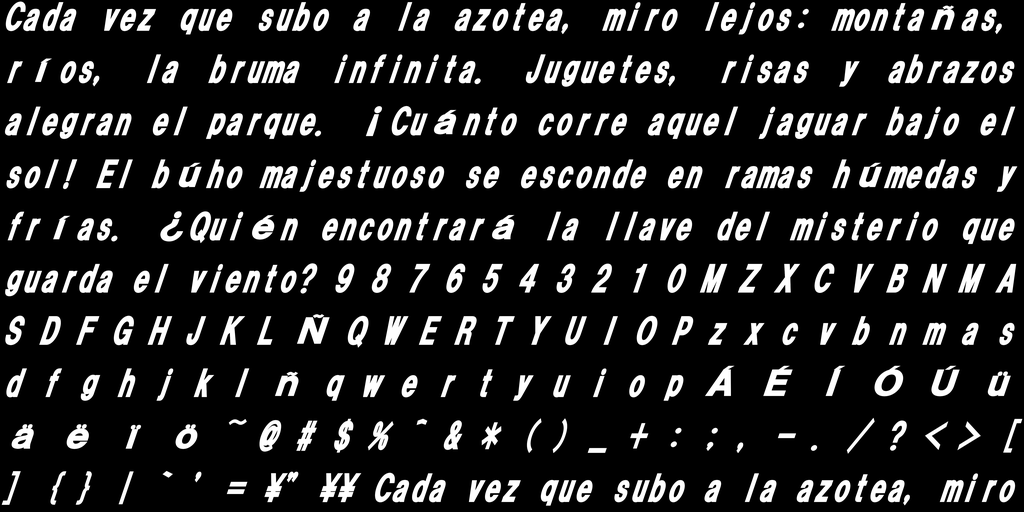 Cada vez que subo a la azotea, miro lejos: montañas,
ríos, la bruma infinita. Juguetes, risas y abrazos
alegran el parque. ¡Cuánto corre aquel jaguar bajo el
sol! El búho majestuoso se esconde en ramas húmedas y
frías. ¿Quién encontrará la llave del misterio que
guarda el viento? 9 8 7 6 5 4 3 2 1 0 M Z X C V B N M A
S D F G H J K L Ñ Q W E R T Y U I O P z x c v b n m a s
d f g h j k l ñ q w e r t y u i o p Á É Í Ó Ú ü
ä ë ï ö ~ @ # $ % ^ & * ( ) _ + : ; , - . / ? < > [
] { } | ` ' = ¥" ¥¥ Cada vez que subo a la azotea, miro